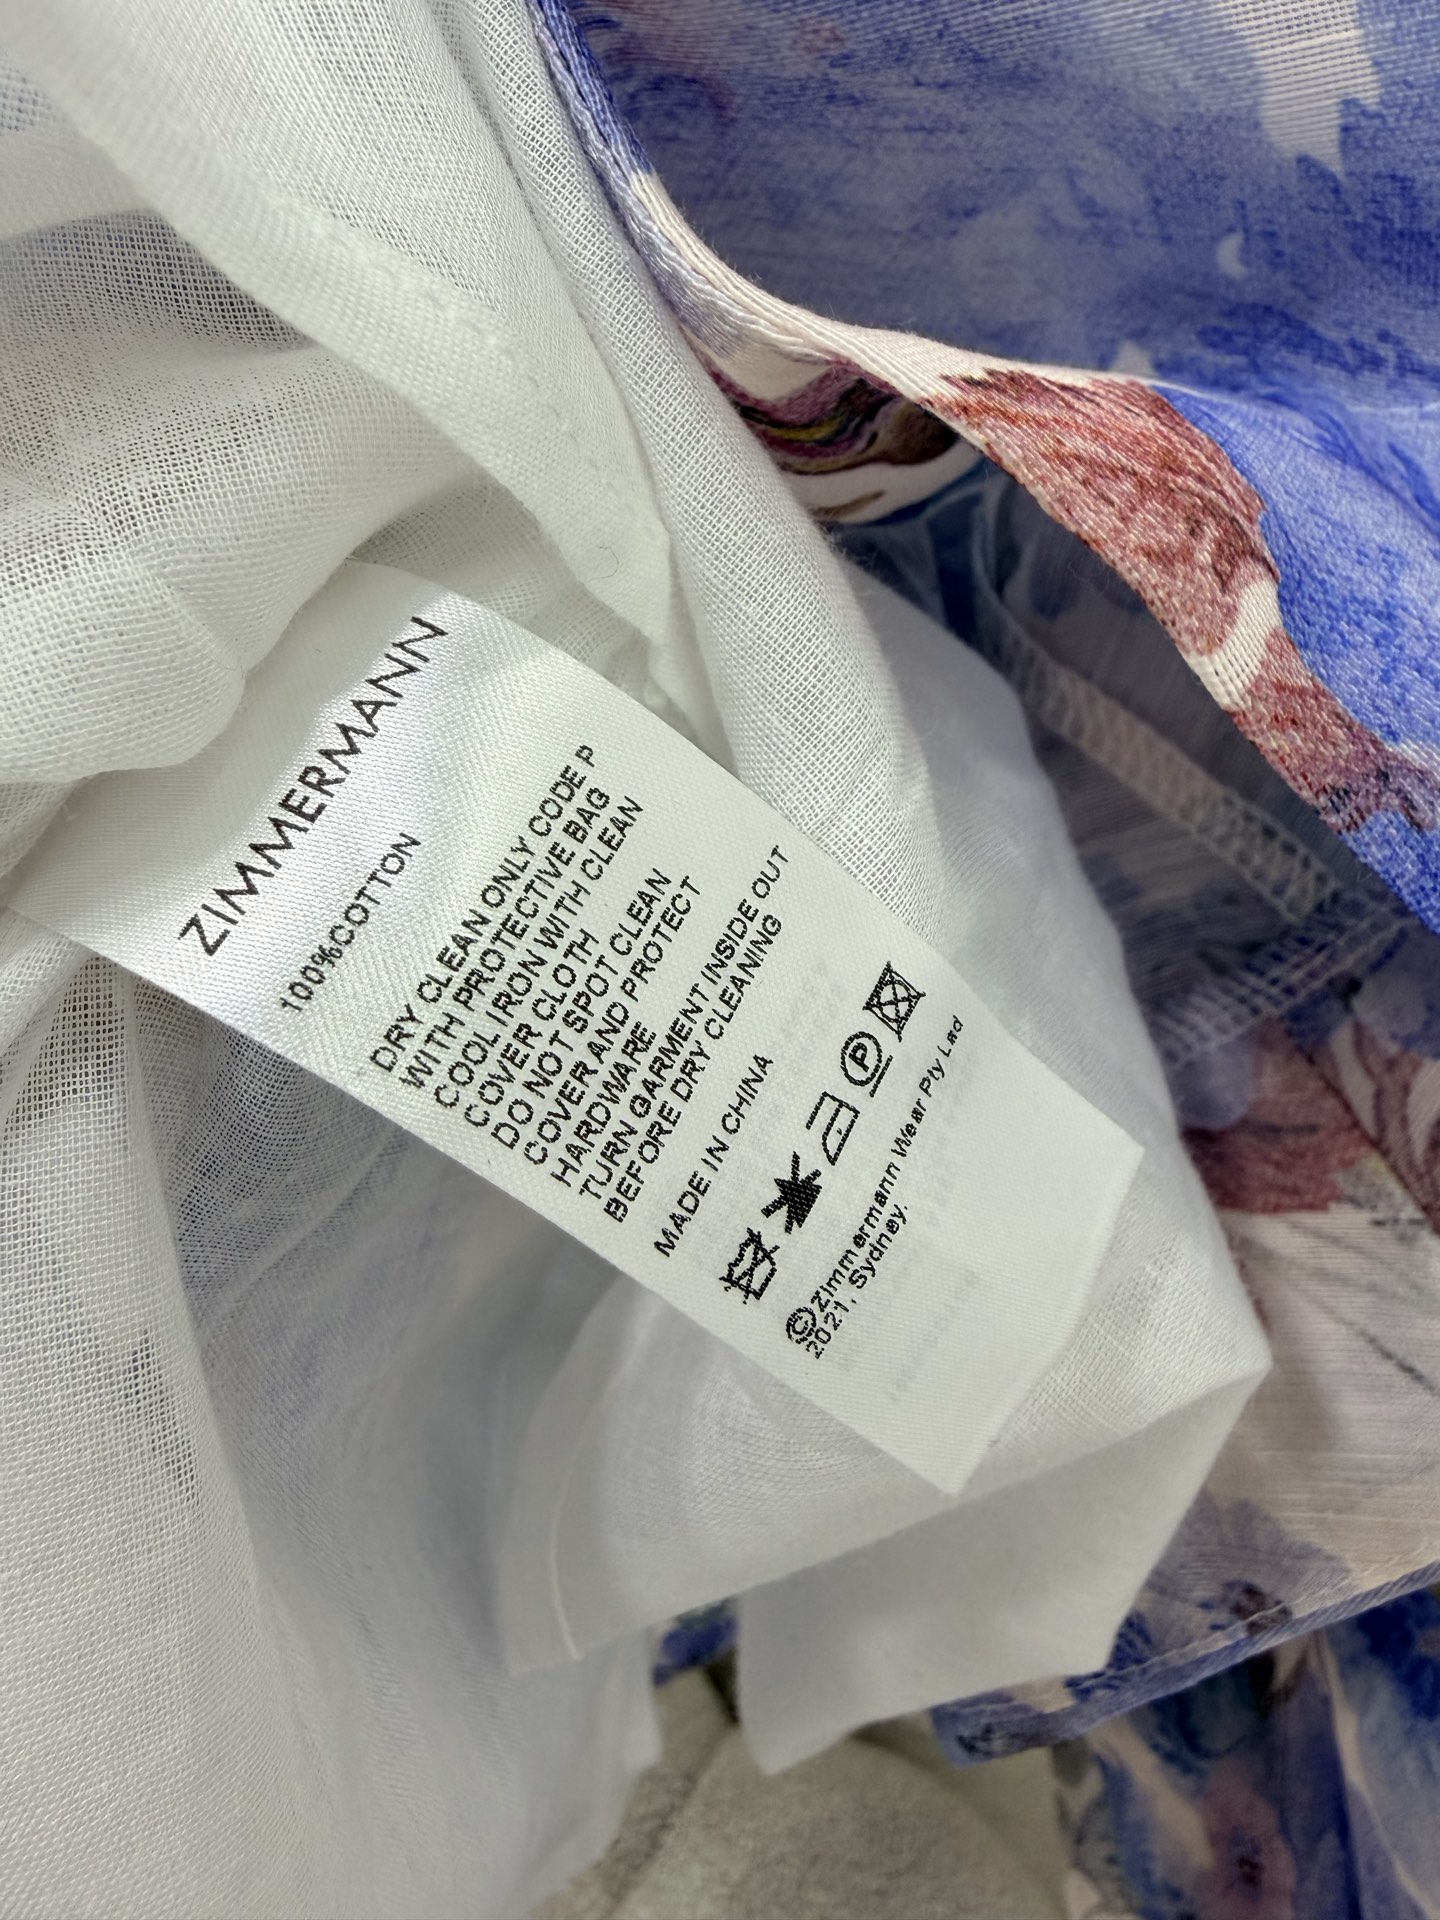 ZIMMERMANN
100%COTTON
DRY CLEAN ONLY CODE P
WITH PROTECTIVE BAG
COOL IRON WITH CLEAN
COVER CLOTH
DO NOT SPOT CLEAN
COVER AND PROTECT
HARDWARE
TURN GARMENT INSIDE OUT
BEFORE DRY CLEANING
MADE IN CHINA
P
©Zimmermann Wear Pty Lad
2021, Sydney.